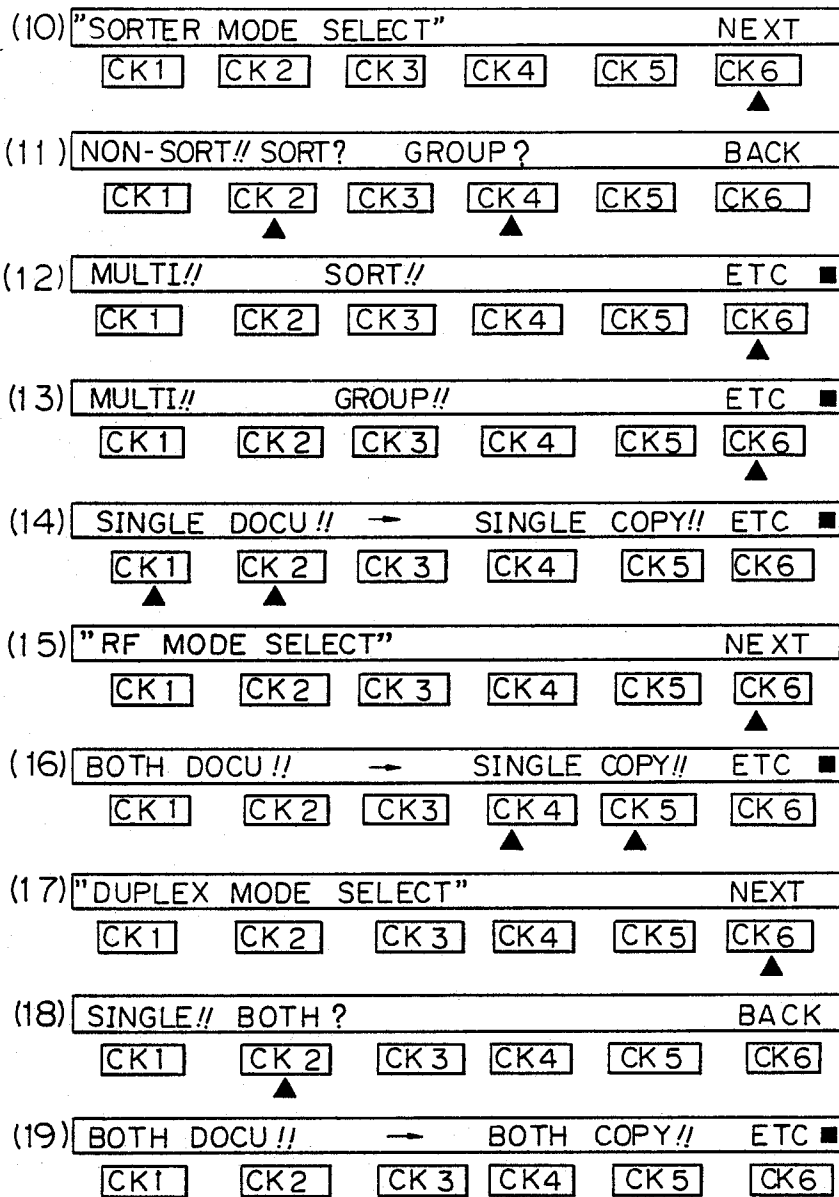 (10) "SORTER MODE SELECT" NEXT
CK1 CK2 CK3 CK4 CK5 CK6
(11) NON-SORT!! SORT? GROUP? BACK
CK1 CK2 CK3 CK4 CK5 CK6
(12) MULTI!! SORT!! ETC ■
CK1 CK2 CK3 CK4 CK5 CK6
(13) MULTI!! GROUP!! ETC ■
CK1 CK2 CK3 CK4 CK5 CK6
(14) SINGLE DOCU!! → SINGLE COPY!! ETC ■
CK1 CK2 CK3 CK4 CK5 CK6
(15) "RF MODE SELECT" NEXT
CK1 CK2 CK3 CK4 CK5 CK6
(16) BOTH DOCU!! → SINGLE COPY!! ETC ■
CK1 CK2 CK3 CK4 CK5 CK6
(17) "DUPLEX MODE SELECT" NEXT
CK1 CK2 CK3 CK4 CK5 CK6
(18) SINGLE!! BOTH? BACK
CK1 CK2 CK3 CK4 CK5 CK6
(19) BOTH DOCU!! → BOTH COPY!! ETC ■
CK1 CK2 CK3 CK4 CK5 CK6